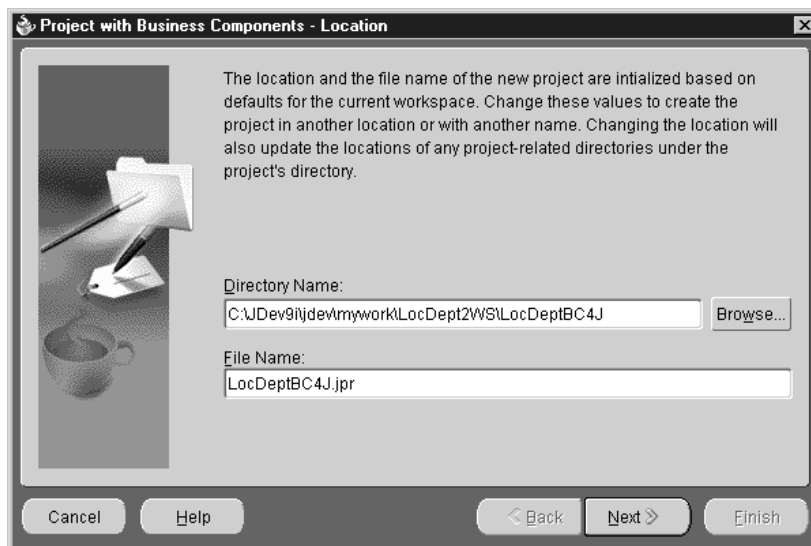 Project with Business Components - Location
The location and the file name of the new project are intialized based on
defaults for the current workspace. Change these values to create the
project in another location or with another name. Changing the location will
also update the locations of any project-related directories under the
project's directory.
Directory Name:
C:\JDev9i\jdev\mywork\LocDept2WS\LocDeptBC4J
Browse...
File Name:
LocDeptBC4J.jpr
Cancel Help Back Next Finish